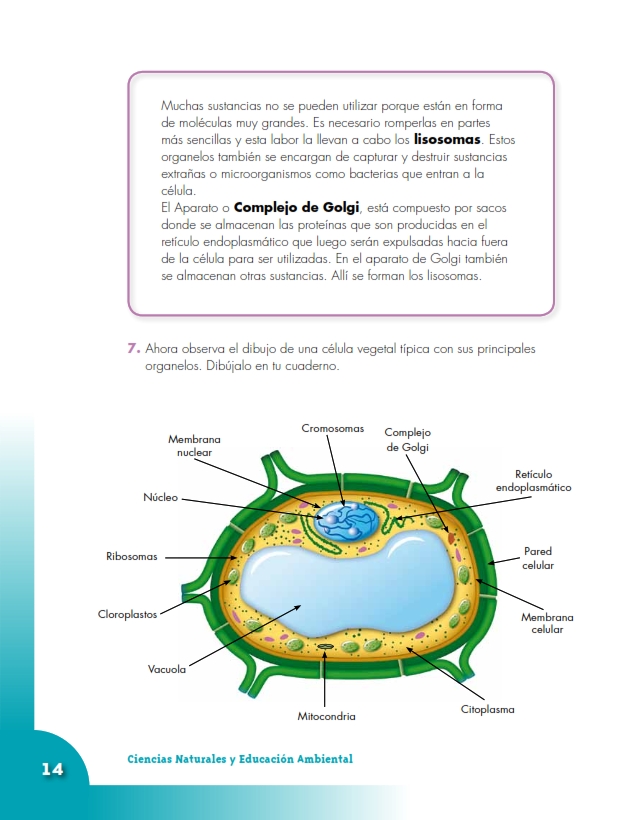 Muchas sustancias no se pueden utilizar porque están en forma
de moléculas muy grandes. Es necesario romperlas en partes
más sencillas y esta labor la llevan a cabo los lisosomas. Estos
organelos también se encargan de capturar y destruir sustancias
extrañas o microorganismos como bacterias que entran a la
célula.
El Aparato o Complejo de Golgi, está compuesto por sacos
donde se almacenan las proteínas que son producidas en el
retículo endoplasmático que luego serán expulsadas hacia fuera
de la célula para ser utilizadas. En el aparato de Golgi también
se almacenan otras sustancias. Allí se forman los lisosomas.
7. Ahora observa el dibujo de una célula vegetal típica con sus principales
organelos. Dibújalo en tu cuaderno.
Cromosomas
Complejo
de Golgi
Membrana
nuclear
Retículo
endoplasmático
Núcleo
Ribosomas
Pared
celular
Cloroplastos
Membrana
celular
Vacuola
Mitocondria
Citoplasma
Ciencias Naturales y Educación Ambiental
14